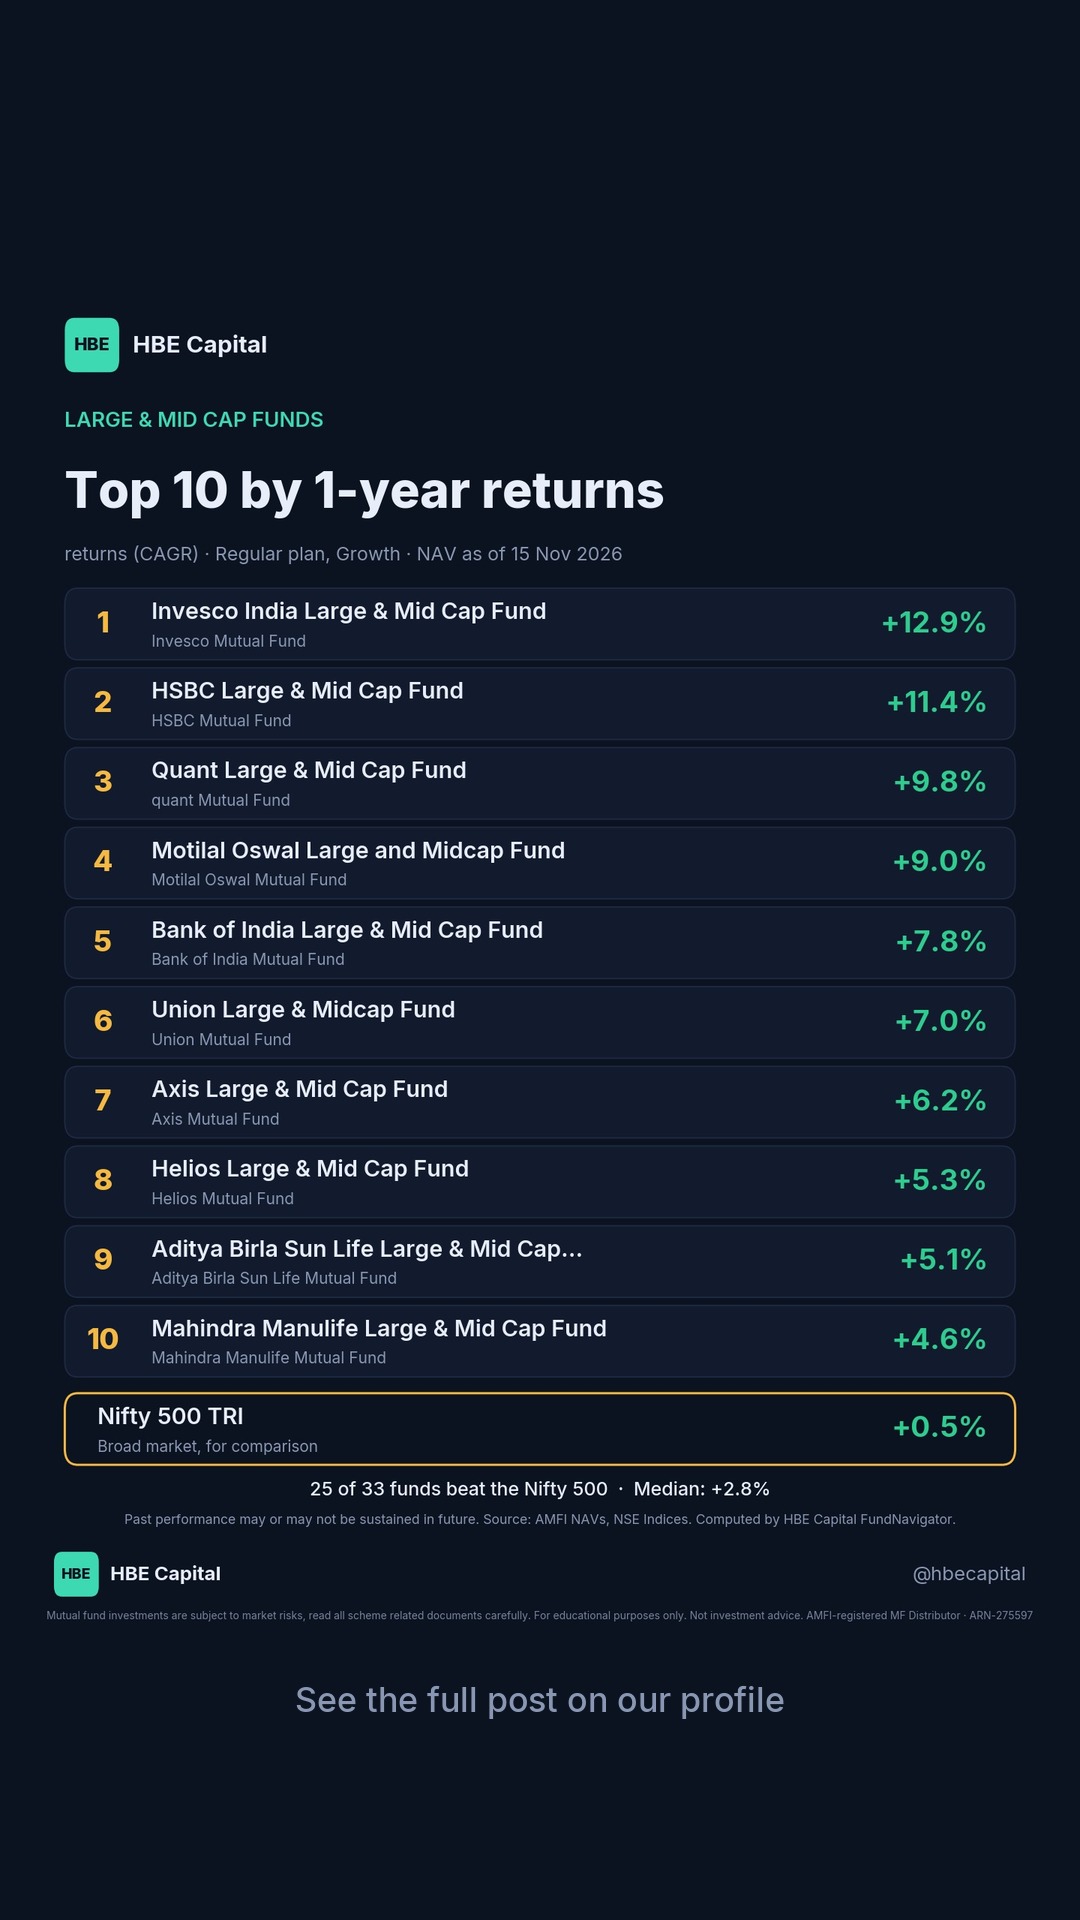 HBE HBE Capital
LARGE & MID CAP FUNDS
Top 10 by 1-year returns
returns (CAGR) · Regular plan, Growth · NAV as of 15 Nov 2026
1 Invesco India Large & Mid Cap Fund +12.9%
Invesco Mutual Fund
2 HSBC Large & Mid Cap Fund +11.4%
HSBC Mutual Fund
3 Quant Large & Mid Cap Fund +9.8%
quant Mutual Fund
4 Motilal Oswal Large and Midcap Fund +9.0%
Motilal Oswal Mutual Fund
5 Bank of India Large & Mid Cap Fund +7.8%
Bank of India Mutual Fund
6 Union Large & Midcap Fund +7.0%
Union Mutual Fund
7 Axis Large & Mid Cap Fund +6.2%
Axis Mutual Fund
8 Helios Large & Mid Cap Fund +5.3%
Helios Mutual Fund
9 Aditya Birla Sun Life Large & Mid Cap... +5.1%
Aditya Birla Sun Life Mutual Fund
10 Mahindra Manulife Large & Mid Cap Fund +4.6%
Mahindra Manulife Mutual Fund
Nifty 500 TRI +0.5%
Broad market, for comparison
25 of 33 funds beat the Nifty 500 · Median: +2.8%
Past performance may or may not be sustained in future. Source: AMFI NAVs, NSE Indices. Computed by HBE Capital FundNavigator.
HBE HBE Capital @hbecapital
Mutual fund investments are subject to market risks, read all scheme related documents carefully. For educational purposes only. Not investment advice. AMFI-registered MF Distributor · ARN-275597
See the full post on our profile